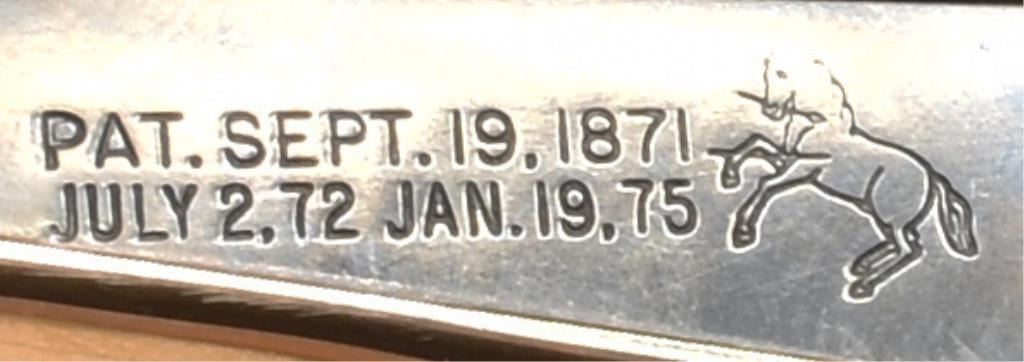 PAT. SEPT. 19, 1871
JULY 2, 72 JAN. 19, 75